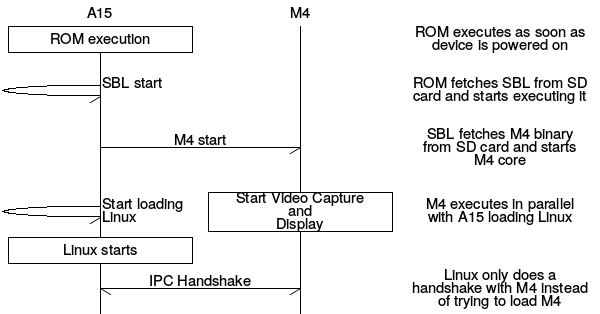 A15
M4
ROM execution
ROM executes as soon as
device is powered on
SBL start
ROM fetches SBL from SD
card and starts executing it
M4 start
SBL fetches M4 binary
from SD card and starts
M4 core
Start loading
Linux
Start Video Capture
and
Display
M4 executes in parallel
with A15 loading Linux
Linux starts
IPC Handshake
Linux only does a
handshake with M4 instead
of trying to load M4